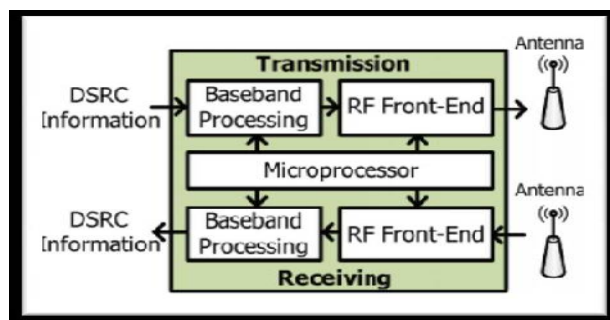 Antenna
Transmission
DSRC
Information
Baseband
Processing
RF Front-End
Microprocessor
Antenna
DSRC
Information
Baseband
Processing
RF Front-End
Receiving